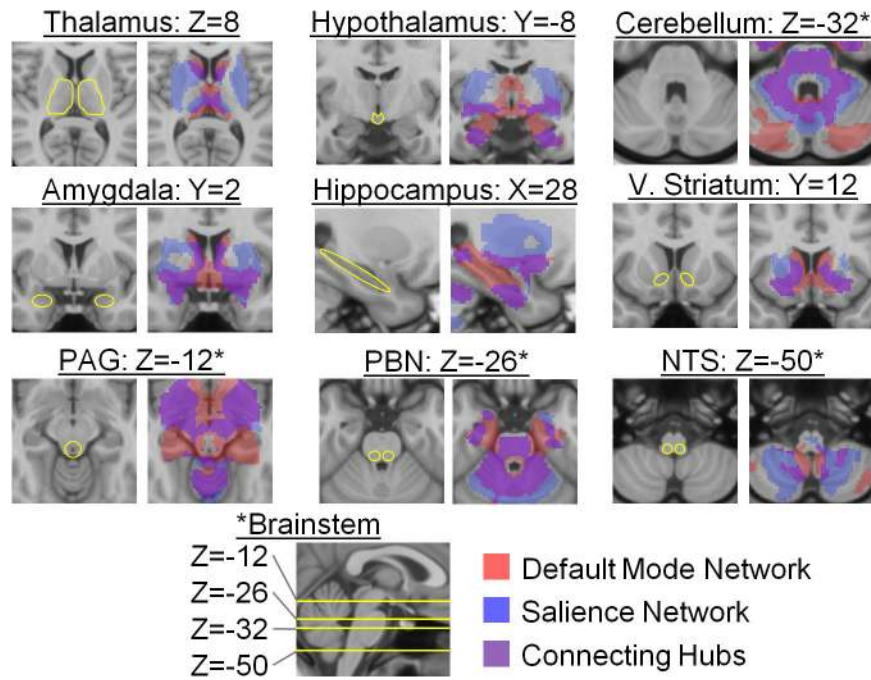 Thalamus: Z=8
Hypothalamus: Y=-8
Cerebellum: Z=-32*
Amygdala: Y=2
Hippocampus: X=28
V. Striatum: Y=12
PAG: Z=-12*
PBN: Z=-26*
NTS: Z=-50*
*Brainstem
Z=-12
Z=-26
Z=-32
Z=-50
Default Mode Network
Salience Network
Connecting Hubs